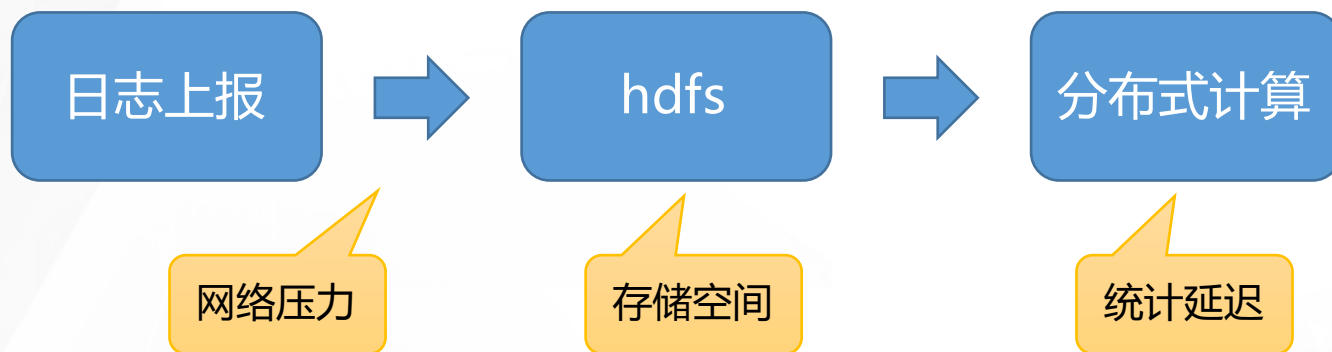 日志上报
hdfs
分布式计算
网络压力
存储空间
统计延迟